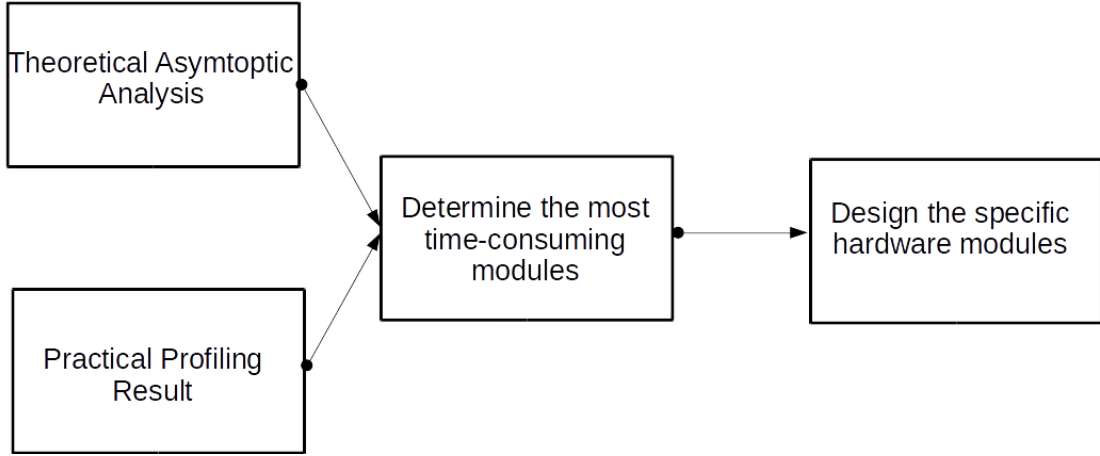 Theoretical Asymtoptic
Analysis
Practical Profiling
Result
Determine the most
time-consuming
modules
Design the specific
hardware modules